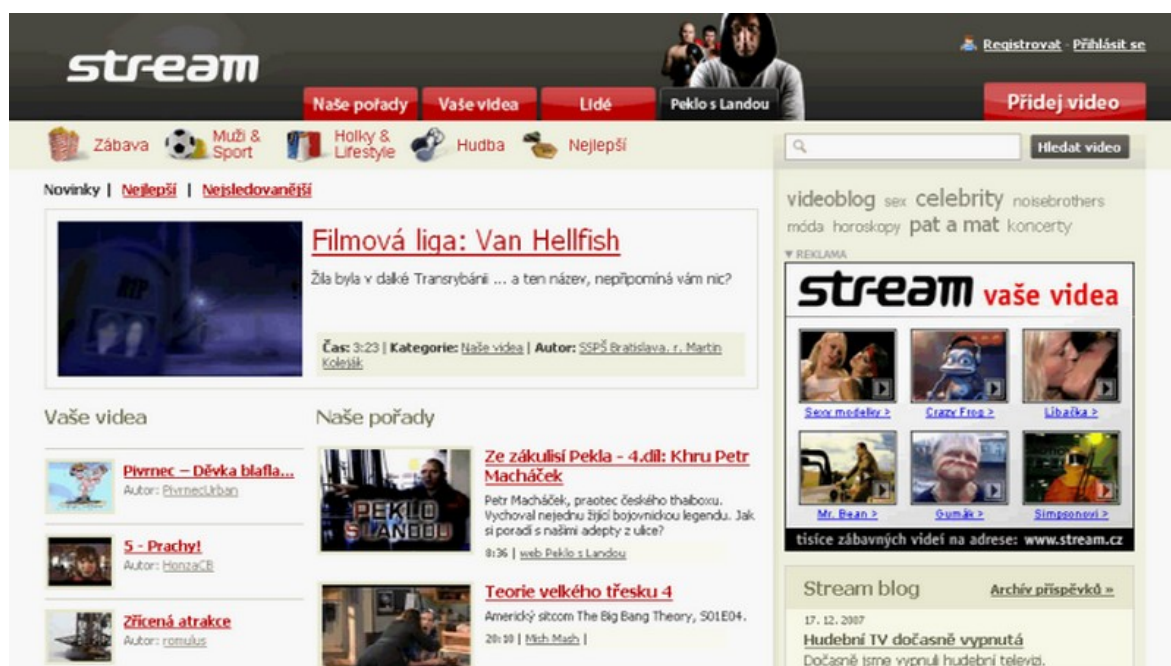 stream
Registrovat - Přihlásit se
Naše pořady
Vaše videa
Lidé
Peklo s Landou
Přidej video
Zábava
Muži &
Sport
Holky &
Lifestyle
Hudba
Nejlepší
Hledat video
Novinky | Nejlepší | Nejsledovanější
Filmová liga: Van Hellfish
Žila byla v dalké Transrybánii ... a ten název, nepřipomíná vám nic?
Čas: 3:23 | Kategorie: Naše videa | Autor: SSPŠ Bratislava, r. Martin
Kolesják
RIP
Vaše videa
Pivrnec – Děvka blafla...
Autor: PivrnecUrban
5 - Prachy!
Autor: HonzaCB
Zřícená atrakce
Autor: romulus
Naše pořady
PEKLO
S LANDOU
Ze zákulisí Pekla - 4.díl: Khru Petr
Macháček
Petr Macháček, praotec českého thaiboxu.
Vychoval nejednu žijící bojovnickou legendu. Jak
si poradí s našimi adepty z ulice?
8:36 | web Peklo s Landou
Teorie velkého třesku 4
Americký sitcom The Big Bang Theory, S01E04.
20:10 | Mich Mash |
videoblog sex celebrity noisebrothers
móda horoskopy pat a mat koncerty
▼ REKLAMA
stream vaše videa
Sexy modelky >
Crazy Frog >
Líbačka >
Mr. Bean >
Gumák >
Simpsonovi >
tisíce zábavných videí na adrese: www.stream.cz
Stream blog
Archív příspěvků »
17. 12. 2007
Hudební TV dočasně vypnutá
Dočasně jsme vypnuli hudební televizi.